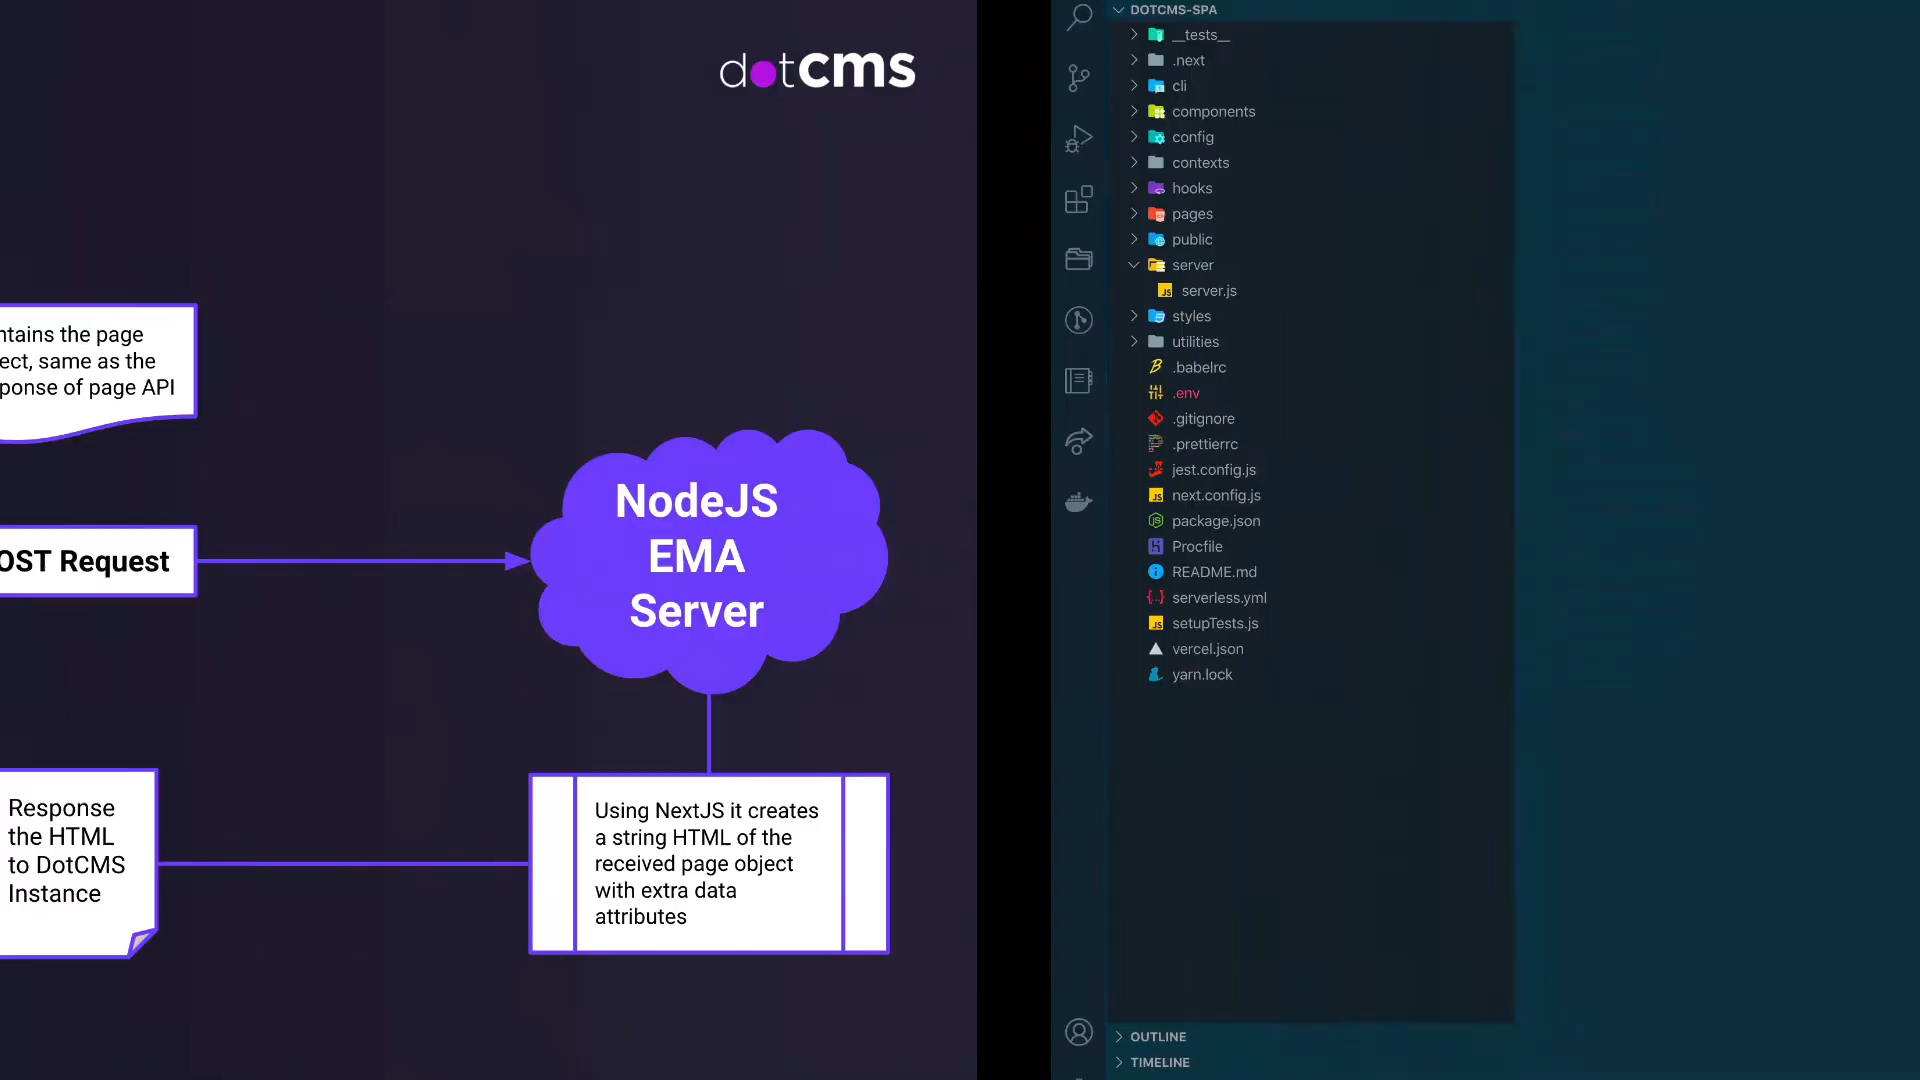 dotcms
ntains the page
ect, same as the
ponse of page API
OST Request
NodeJS
EMA
Server
Response
the HTML
to DotCMS
Instance
Using NextJS it creates
a string HTML of the
received page object
with extra data
attributes
DOTCMS-SPA
__tests__
.next
cli
components
config
contexts
hooks
pages
public
server
JS server.js
styles
utilities
.babelrc
.env
.gitignore
.prettierrc
jest.config.js
JS next.config.js
package.json
Procfile
README.md
serverless.yml
JS setupTests.js
vercel.json
yarn.lock
OUTLINE
TIMELINE